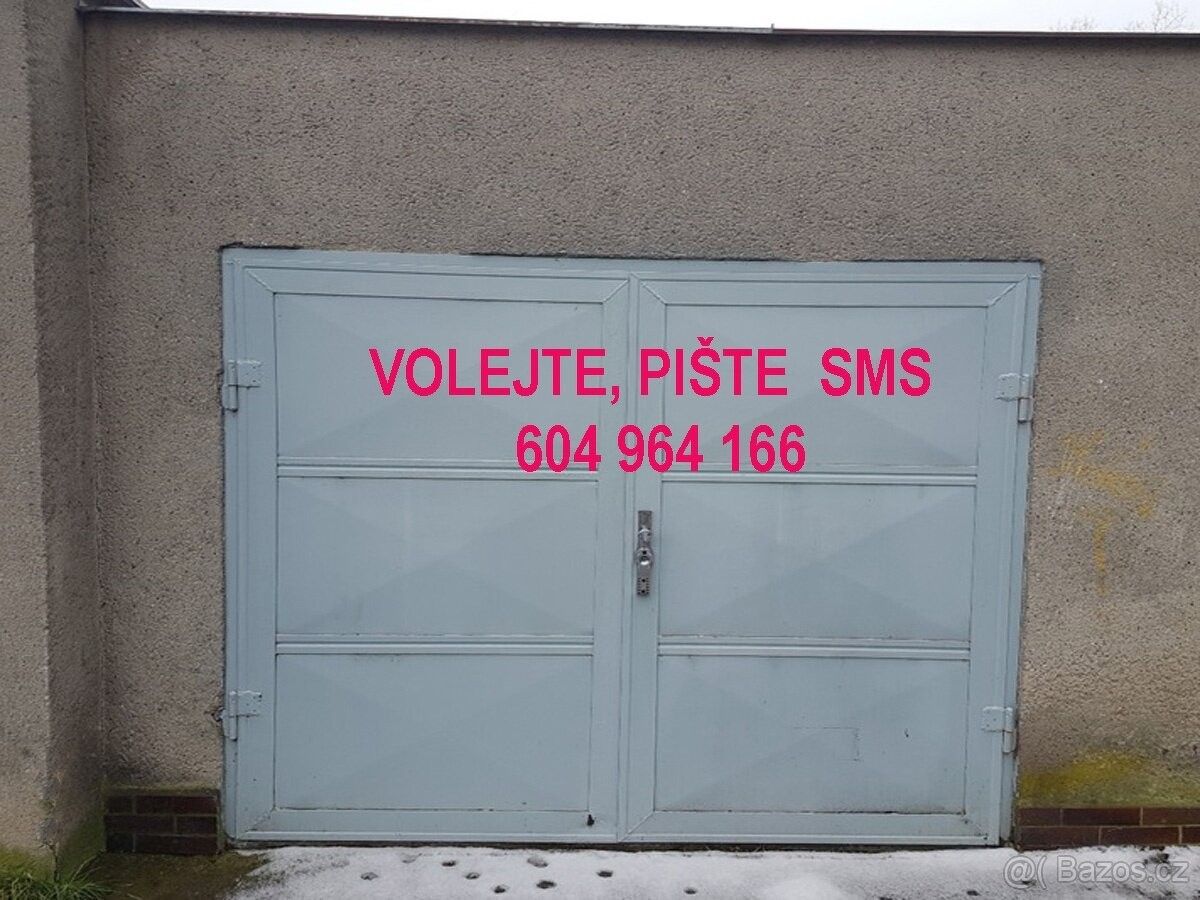 VOLEJTE, PIŠTE SMS
604 964 166
@( Bazos.cz